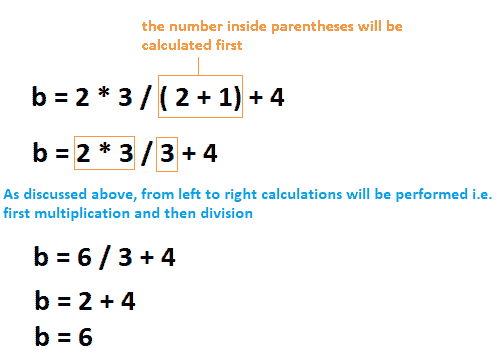 the number inside parentheses will be
calculated first
b = 2 * 3 / ( 2 + 1) + 4
b = 2 * 3 / 3 + 4
As discussed above, from left to right calculations will be performed i.e.
first multiplication and then division
b = 6 / 3 + 4
b = 2 + 4
b = 6